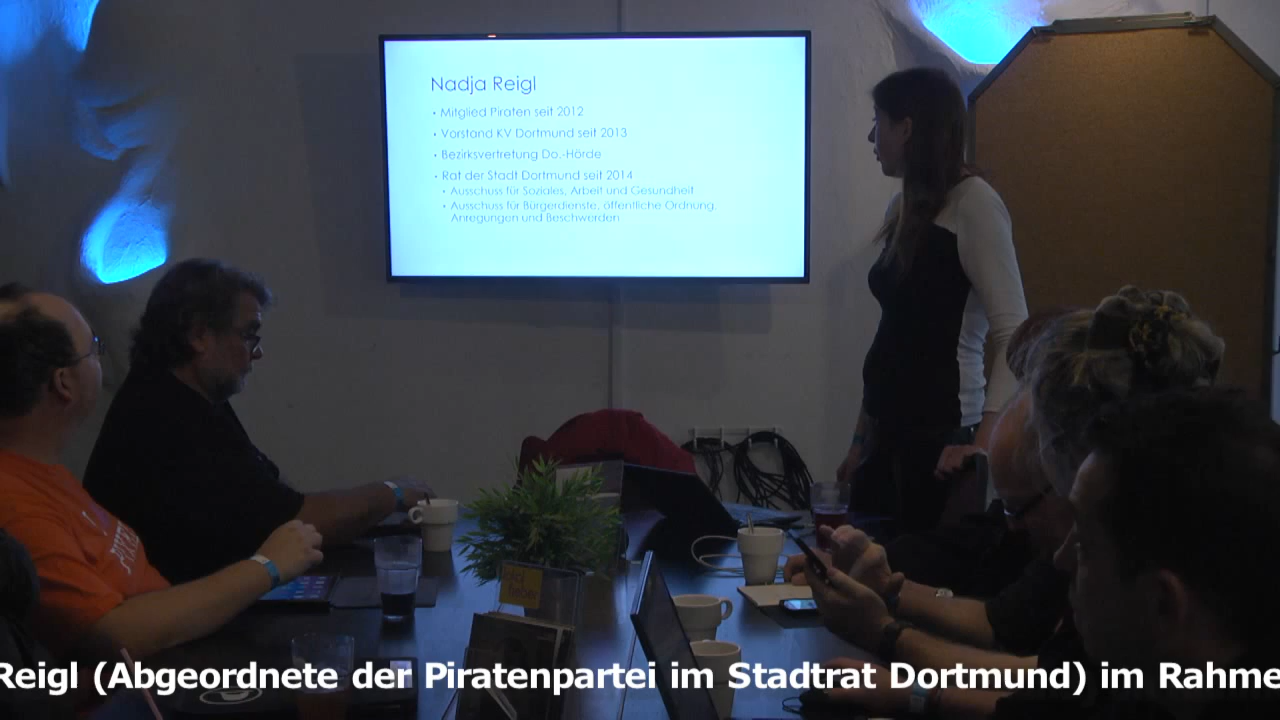 Nadja Reigl
• Mitglied Piraten seit 2012
• Vorstand KV Dortmund seit 2013
• Bezirksvertretung Do.-Hörde
• Rat der Stadt Dortmund seit 2014
• Ausschuss für Soziales, Arbeit und Gesundheit
• Ausschuss für Bürgerdienste, öffentliche Ordnung,
Anregungen und Beschwerden
Reigl (Abgeordnete der Piratenpartei im Stadtrat Dortmund) im Rahme